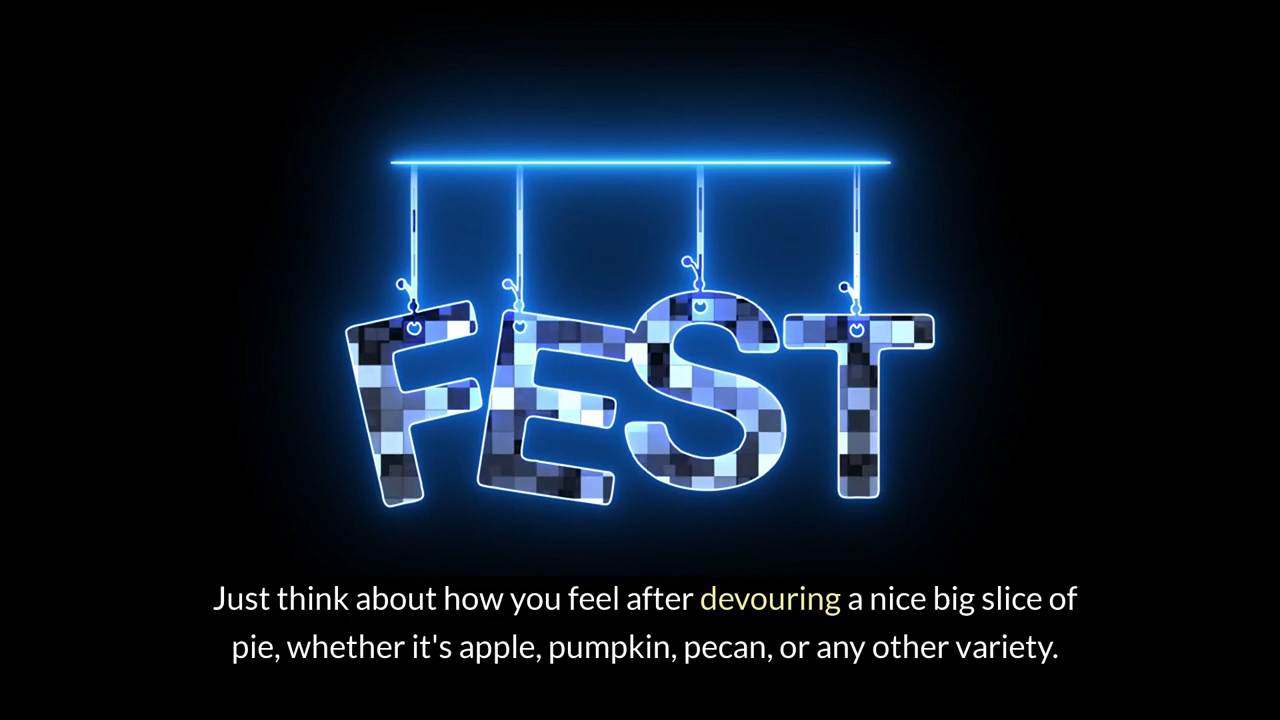 FEST
Just think about how you feel after devouring a nice big slice of
pie, whether it's apple, pumpkin, pecan, or any other variety.